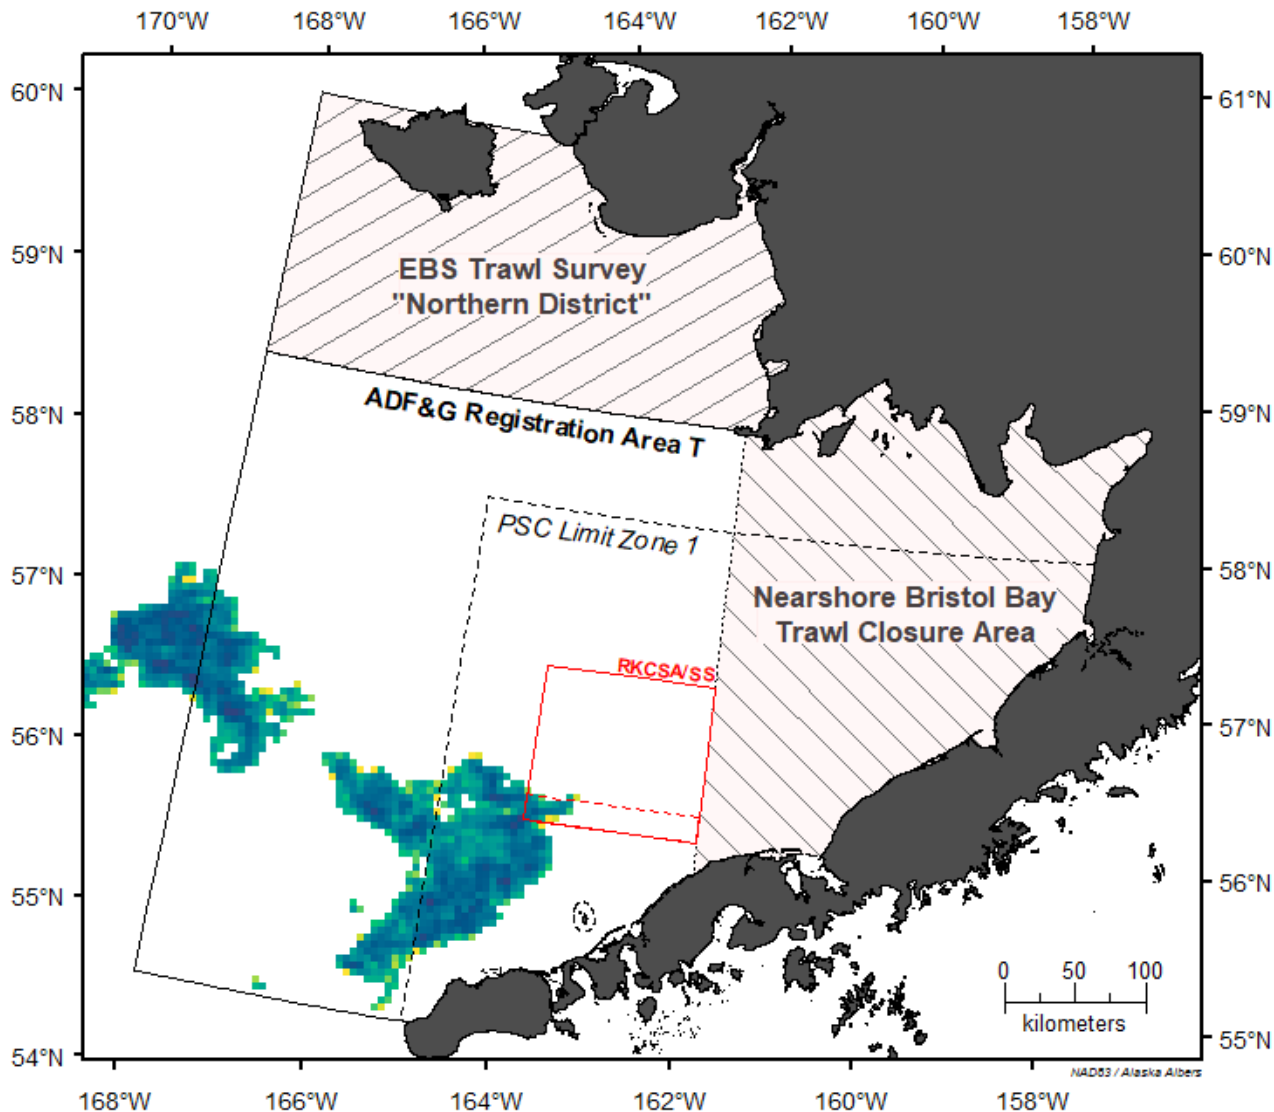 170°W 168°W 166°W 164°W 162°W 160°W 158°W
60°N
61°N
EBS Trawl Survey
"Northern District"
59°N
60°N
58°N
59°N
ADF&G Registration Area T
PSC Limit Zone 1
57°N
58°N
Nearshore Bristol Bay
Trawl Closure Area
RKCSA/SS
56°N
57°N
55°N
56°N
0 50 100
kilometers
54°N
55°N
NAD83 / Alaska Albers
168°W 166°W 164°W 162°W 160°W 158°W